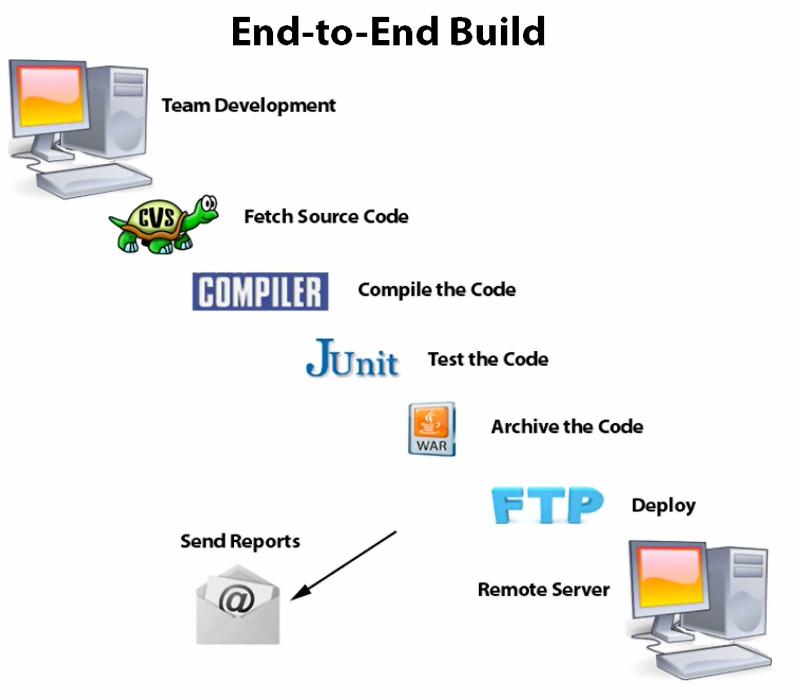 End-to-End Build
Team Development
CVS
Fetch Source Code
COMPILER
Compile the Code
JUnit
Test the Code
WAR
Archive the Code
FTP
Deploy
Send Reports
@
Remote Server